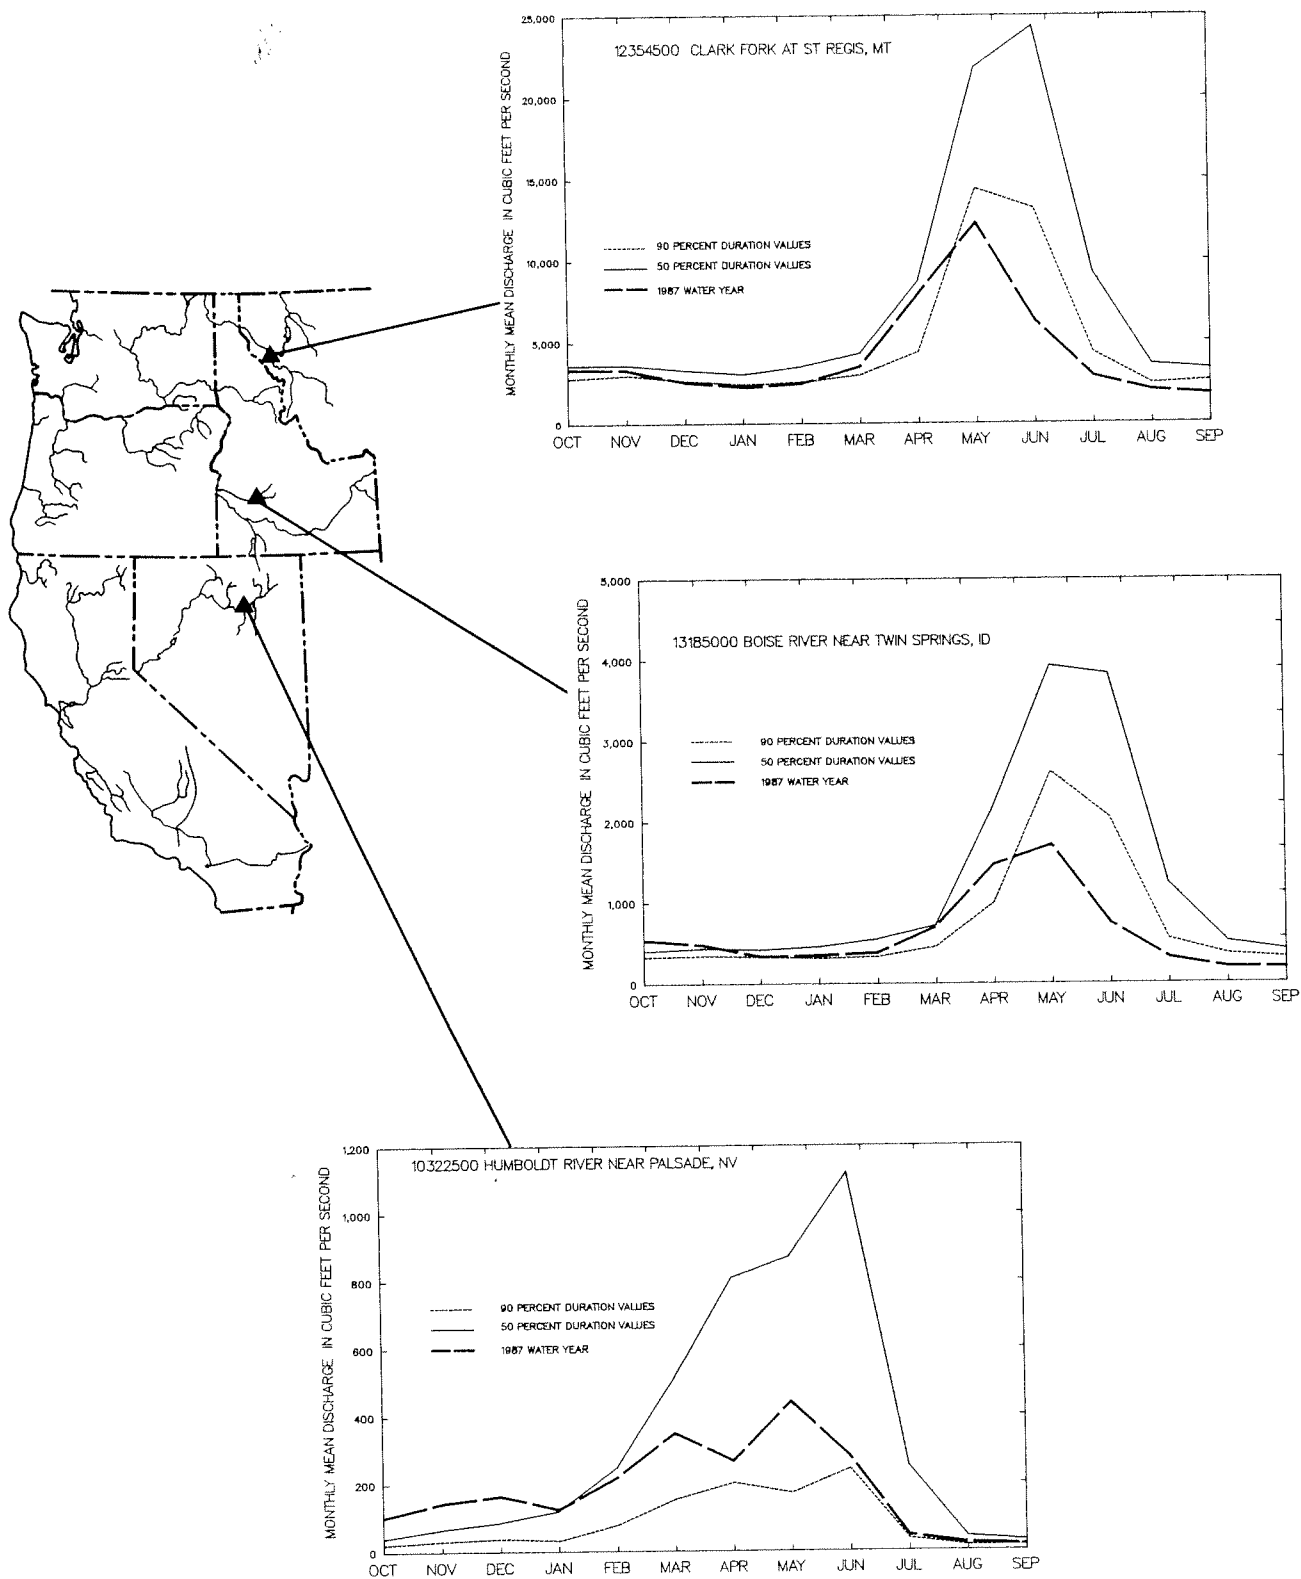 25,000
12354500 CLARK FORK AT ST REGIS, MT
20,000
15,000
90 PERCENT DURATION VALUES
50 PERCENT DURATION VALUES
10,000
1987 WATER YEAR
5,000
0
MONTHLY MEAN DISCHARGE IN CUBIC FEET PER SECOND
OCT NOV DEC JAN FEB MAR APR MAY JUN JUL AUG SEP
5,000
13185000 BOISE RIVER NEAR TWIN SPRINGS, ID
4,000
3,000
90 PERCENT DURATION VALUES
50 PERCENT DURATION VALUES
1987 WATER YEAR
2,000
1,000
0
MONTHLY MEAN DISCHARGE IN CUBIC FEET PER SECOND
OCT NOV DEC JAN FEB MAR APR MAY JUN JUL AUG SEP
1,200
10322500 HUMBOLDT RIVER NEAR PALSADE, NV
1,000
800
90 PERCENT DURATION VALUES
50 PERCENT DURATION VALUES
600
1987 WATER YEAR
400
200
0
MONTHLY MEAN DISCHARGE IN CUBIC FEET PER SECOND
OCT NOV DEC JAN FEB MAR APR MAY JUN JUL AUG SEP